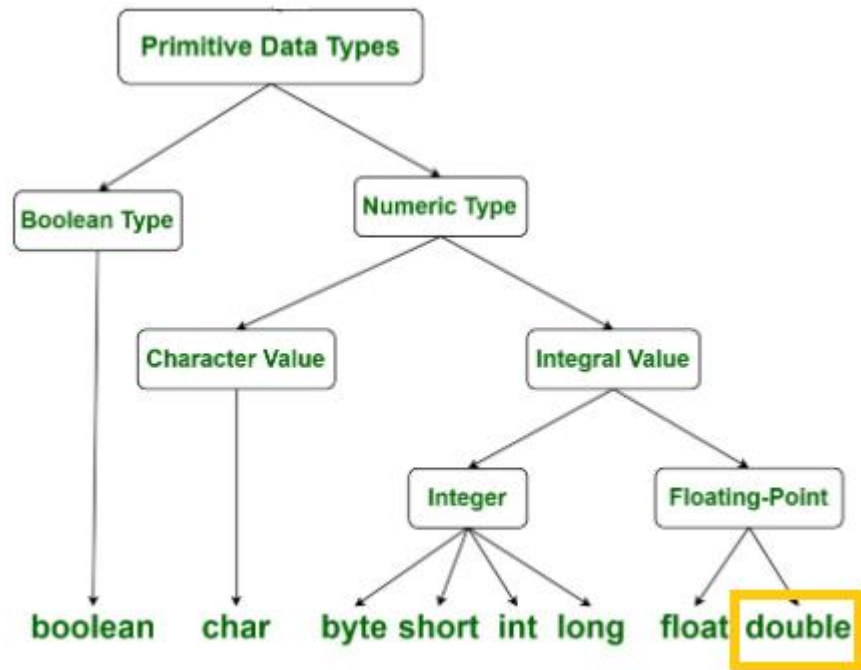 Primitive Data Types
Boolean Type
Numeric Type
Character Value
Integral Value
Integer
Floating-Point
boolean char byte short int long float double